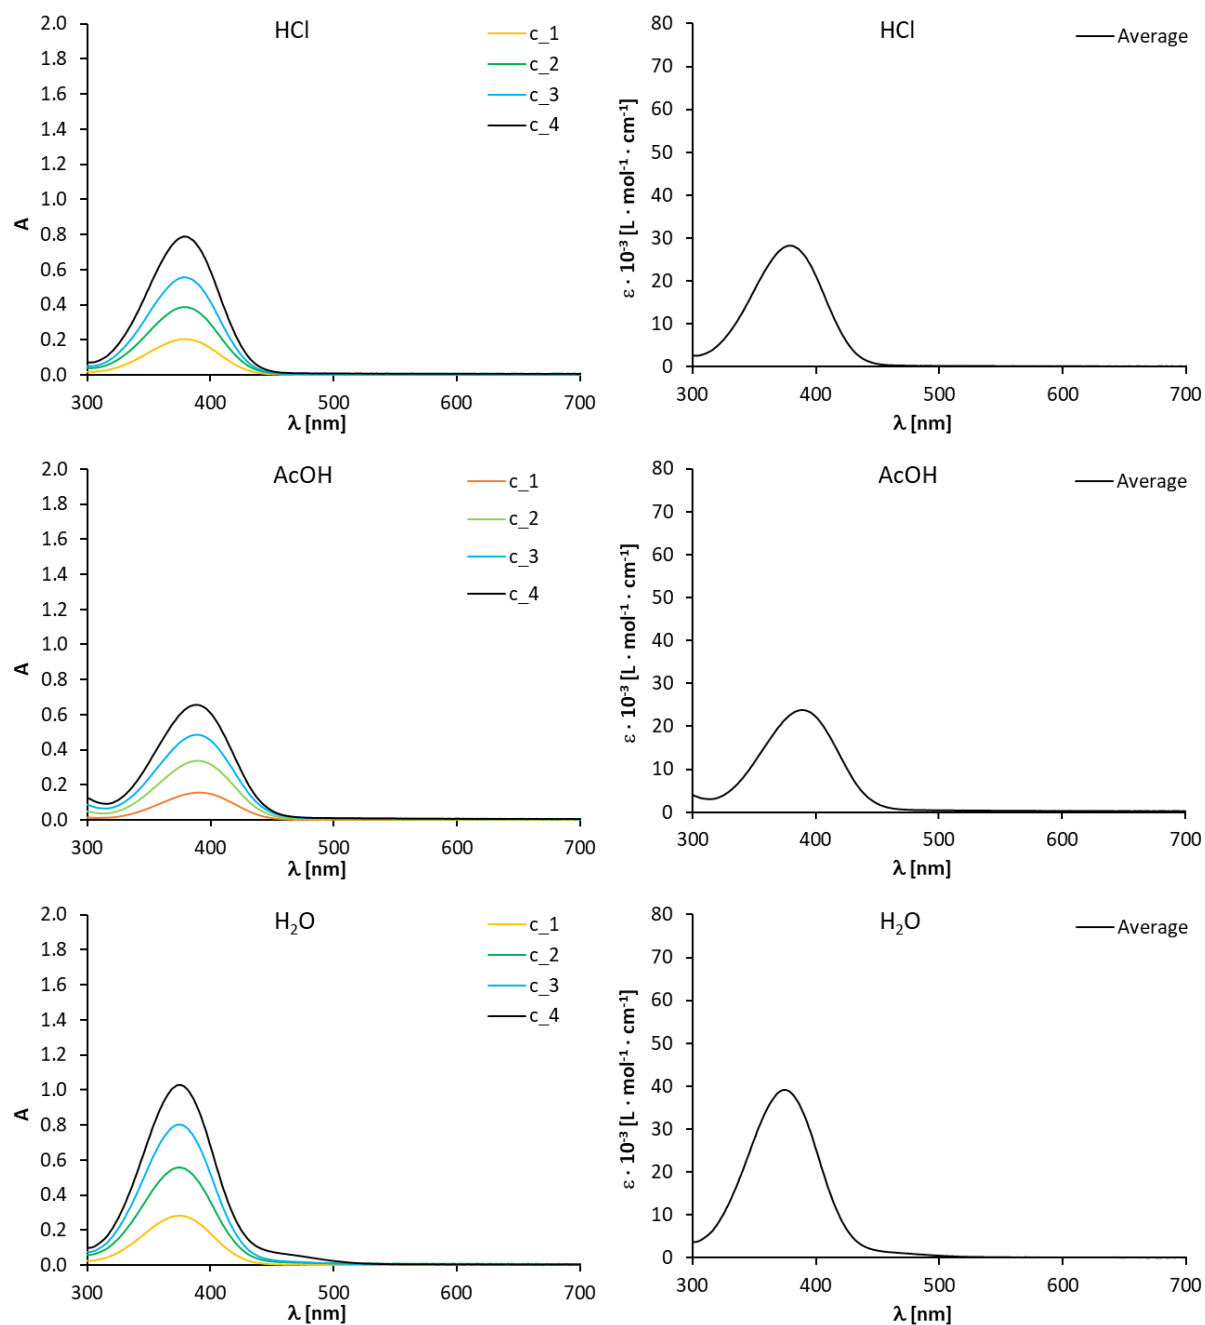 HCl
c_1
c_2
c_3
c_4
A
2.0
1.8
1.6
1.4
1.2
1.0
0.8
0.6
0.4
0.2
0.0
300 400 500 600 700
λ [nm]
HCl
Average
ε · 10⁻³ [L · mol⁻¹ · cm⁻¹]
80
70
60
50
40
30
20
10
0
300 400 500 600 700
λ [nm]
AcOH
c_1
c_2
c_3
c_4
A
2.0
1.8
1.6
1.4
1.2
1.0
0.8
0.6
0.4
0.2
0.0
300 400 500 600 700
λ [nm]
AcOH
Average
ε · 10⁻³ [L · mol⁻¹ · cm⁻¹]
80
70
60
50
40
30
20
10
0
300 400 500 600 700
λ [nm]
H₂O
c_1
c_2
c_3
c_4
A
2.0
1.8
1.6
1.4
1.2
1.0
0.8
0.6
0.4
0.2
0.0
300 400 500 600 700
λ [nm]
H₂O
Average
ε · 10⁻³ [L · mol⁻¹ · cm⁻¹]
80
70
60
50
40
30
20
10
0
300 400 500 600 700
λ [nm]